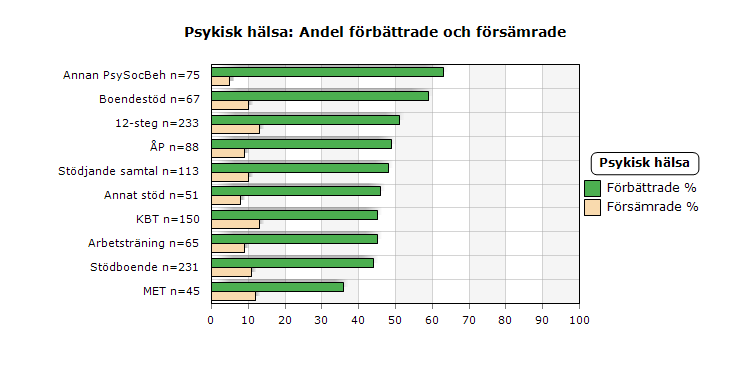 Psykisk hälsa: Andel förbättrade och försämrade
Annan PsySocBeh n=75
Boendestöd n=67
12-steg n=233
ÅP n=88
Stödjande samtal n=113
Annat stöd n=51
KBT n=150
Arbetsträning n=65
Stödboende n=231
MET n=45
0 10 20 30 40 50 60 70 80 90 100
Psykisk hälsa
Förbättrade %
Försämrade %